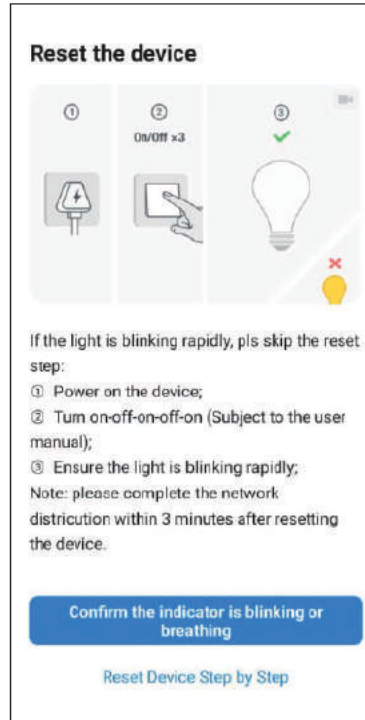 Reset the device
① ② ③
On/Off ×3
If the light is blinking rapidly, pls skip the reset
step:
① Power on the device;
② Turn on-off-on-off-on (Subject to the user
manual);
③ Ensure the light is blinking rapidly;
Note: please complete the network
districution within 3 minutes after resetting
the device.
Confirm the indicator is blinking or
breathing
Reset Device Step by Step